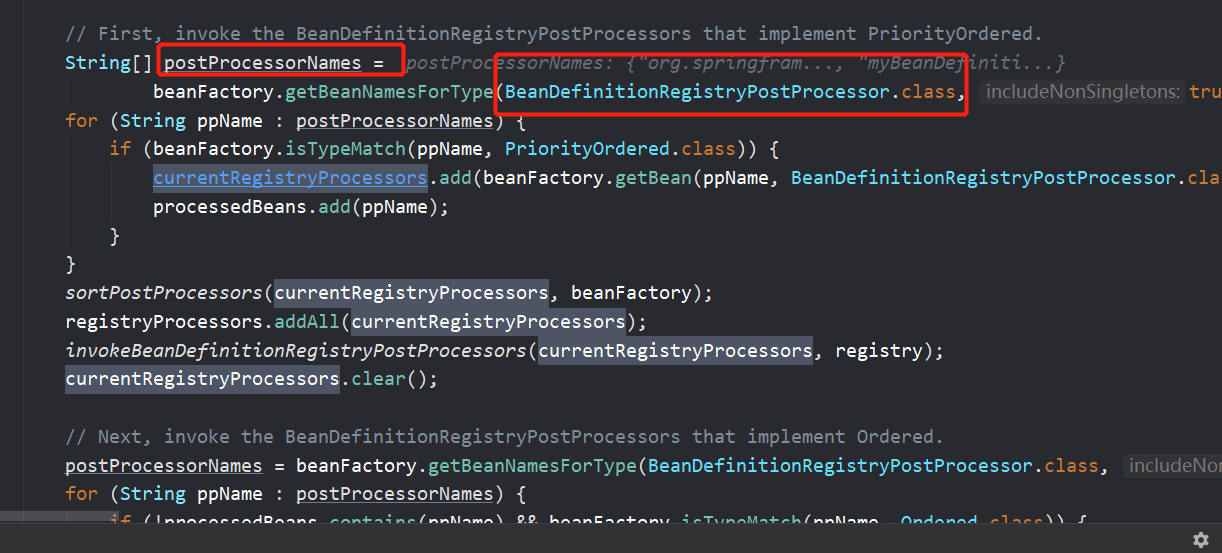 // First, invoke the BeanDefinitionRegistryPostProcessors that implement PriorityOrdered.
String[] postProcessorNames = postProcessorNames: {"org.springfram..., "myBeanDefiniti...}
beanFactory.getBeanNamesForType(BeanDefinitionRegistryPostProcessor.class, includeNonSingletons: tru
for (String ppName : postProcessorNames) {
if (beanFactory.isTypeMatch(ppName, PriorityOrdered.class)) {
currentRegistryProcessors.add(beanFactory.getBean(ppName, BeanDefinitionRegistryPostProcessor.cla
processedBeans.add(ppName);
}
}
sortPostProcessors(currentRegistryProcessors, beanFactory);
registryProcessors.addAll(currentRegistryProcessors);
invokeBeanDefinitionRegistryPostProcessors(currentRegistryProcessors, registry);
currentRegistryProcessors.clear();
// Next, invoke the BeanDefinitionRegistryPostProcessors that implement Ordered.
postProcessorNames = beanFactory.getBeanNamesForType(BeanDefinitionRegistryPostProcessor.class, includeNo
for (String ppName : postProcessorNames) {
if (!processedBeans.contains(ppName) && beanFactory.isTypeMatch(ppName, Ordered.class)) {